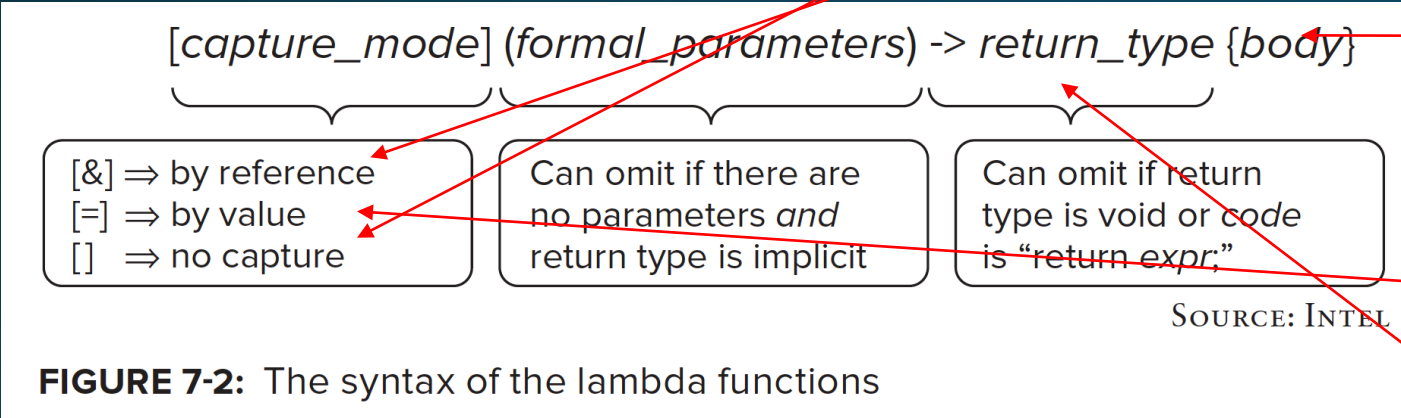 [capture_mode] (formal_parameters) -> return_type {body}
[&] ⇒ by reference
[=] ⇒ by value
[] ⇒ no capture
Can omit if there are
no parameters and
return type is implicit
Can omit if return
type is void or code
is “return expr;”
SOURCE: INTEL
FIGURE 7-2: The syntax of the lambda functions